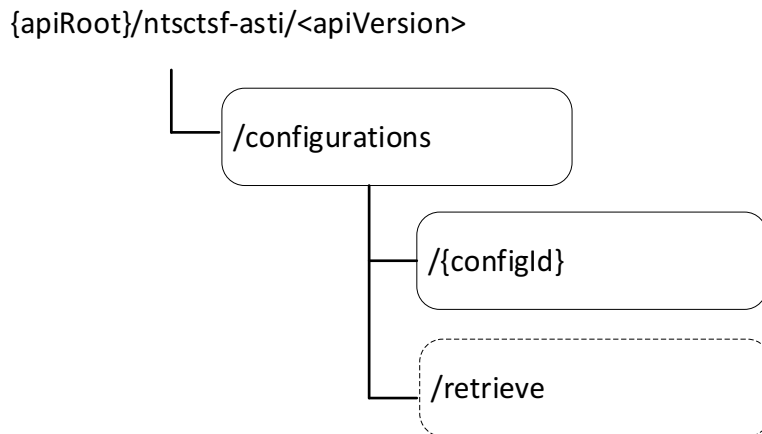 {apiRoot}/ntsctsf-asti/<apiVersion>
/configurations
/{configId}
/retrieve